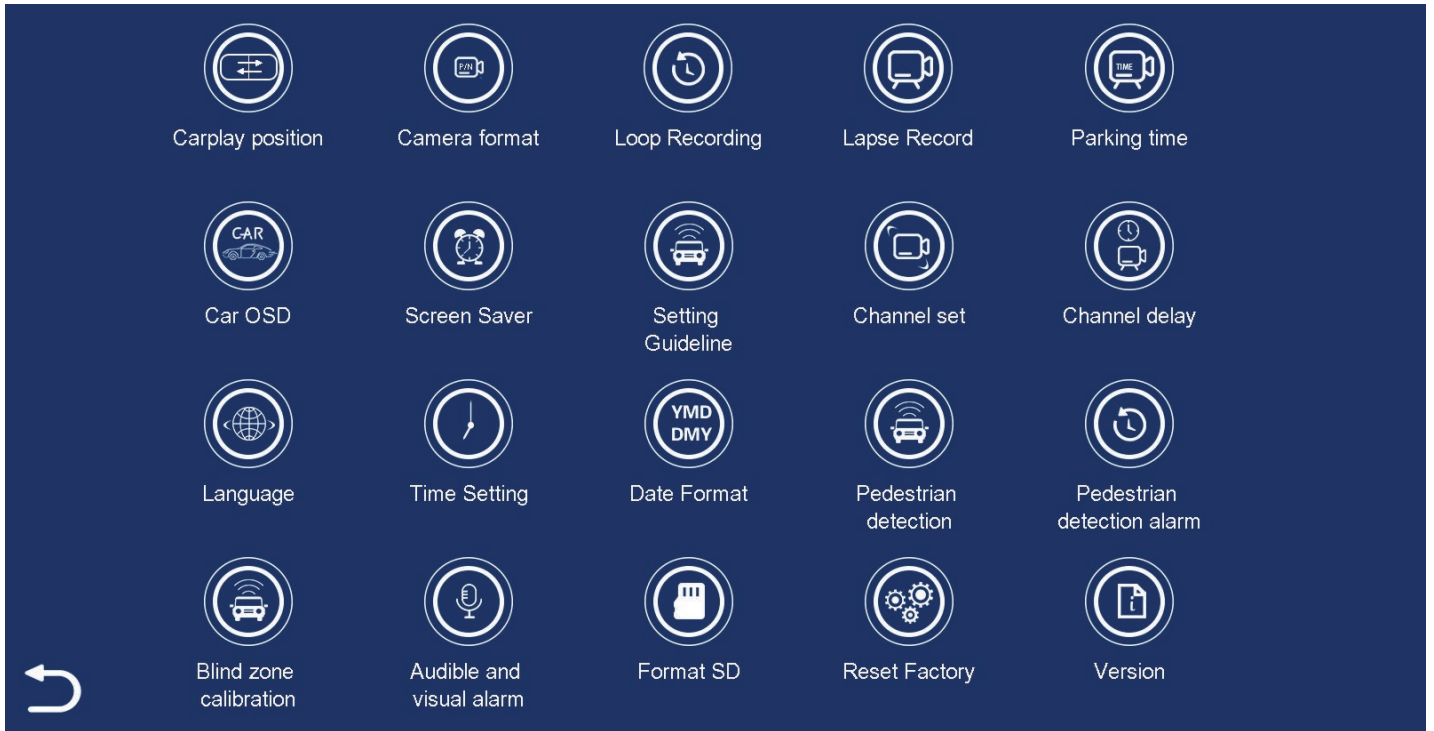 P/N
TIME
Carplay position
Camera format
Loop Recording
Lapse Record
Parking time
CAR
Car OSD
Screen Saver
Setting
Guideline
Channel set
Channel delay
YMD
DMY
Language
Time Setting
Date Format
Pedestrian
detection
Pedestrian
detection alarm
i
Blind zone
calibration
Audible and
visual alarm
Format SD
Reset Factory
Version